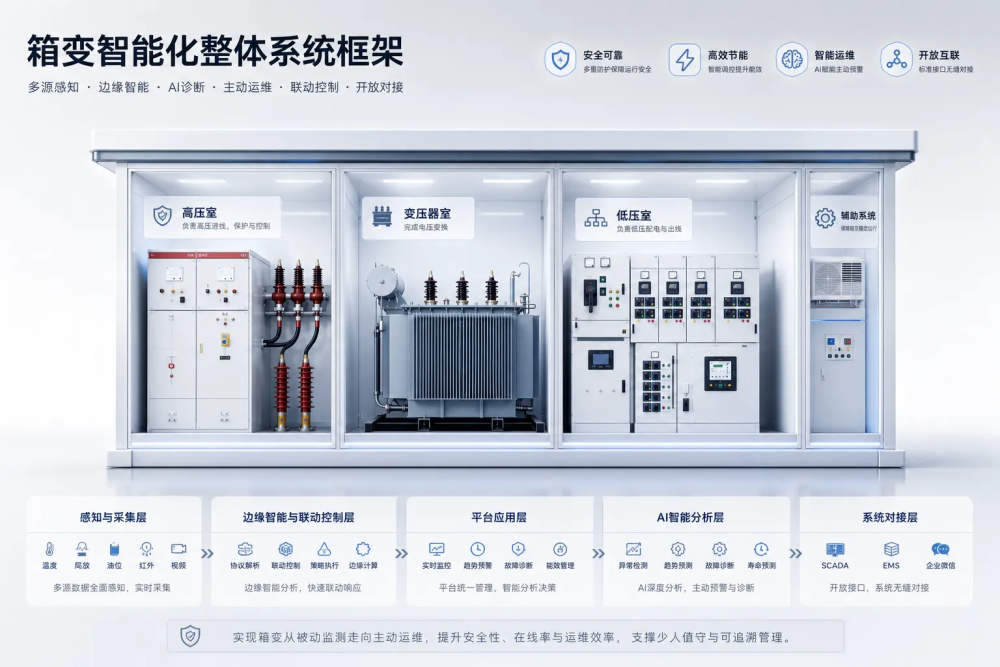 箱变智能化整体系统框架
多源感知 · 边缘智能 · AI诊断 · 主动运维 · 联动控制 · 开放对接
安全可靠
多重防护保障运行安全
高效节能
智能调控提升能效
智能运维
AI赋能主动预警
开放互联
标准接口无缝对接
高压室
负责高压进线，保护与控制
变压器室
完成电压变换
低压室
负责低压配电与出线
辅助系统
保障箱变稳定运行
感知与采集层
温度 局放 油位 红外 视频
多源数据全面感知，实时采集
边缘智能与联动控制层
协议解析 联动控制 策略执行 边缘计算
边缘智能分析，快速联动响应
平台应用层
实时监控 趋势预警 故障诊断 能效管理
平台统一管理，智能分析决策
AI智能分析层
异常检测 趋势预测 故障诊断 寿命预测
AI深度分析，主动预警与诊断
系统对接层
SCADA EMS 企业微信
开放接口，系统无缝对接
实现箱变从被动监测走向主动运维，提升安全性、在线率与运维效率， 支撑少人值守与可追溯管理。